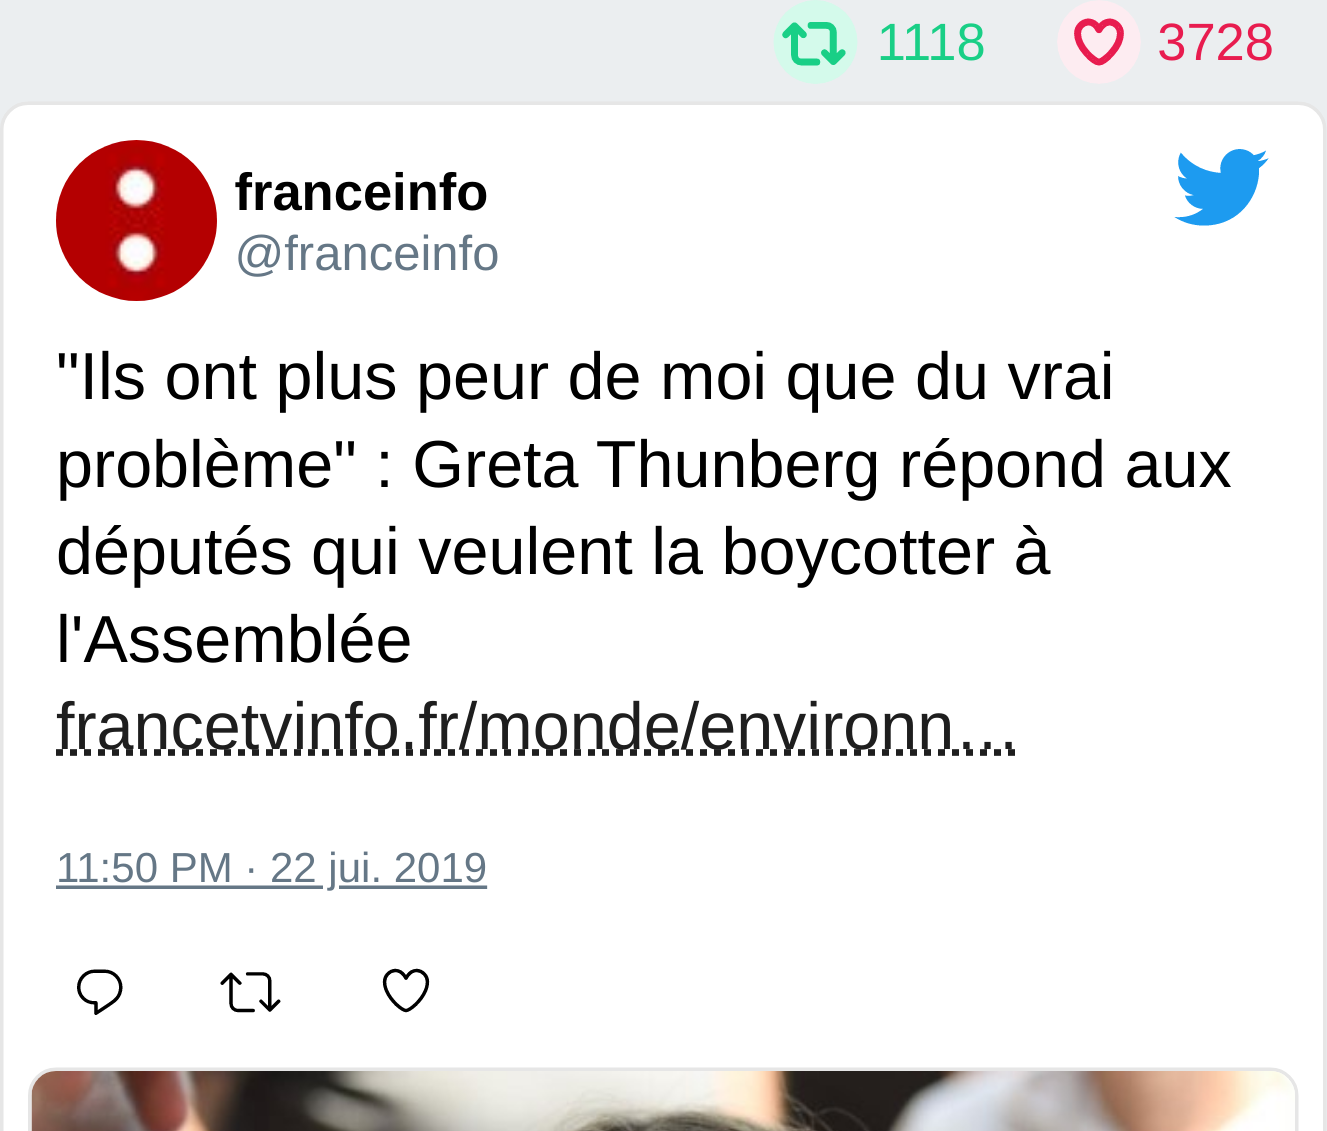 1118 3728
franceinfo
@franceinfo
"Ils ont plus peur de moi que du vrai
problème" : Greta Thunberg répond aux
députés qui veulent la boycotter à
l'Assemblée
francetvinfo.fr/monde/environn…
11:50 PM · 22 jui. 2019